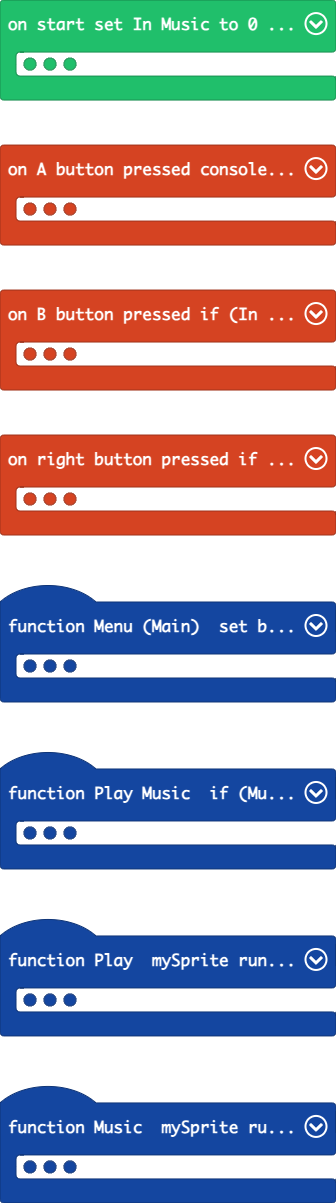 on start set In Music to 0 ...
on A button pressed console...
on B button pressed if (In ...
on right button pressed if ...
function Menu (Main) set b...
function Play Music if (Mu...
function Play mySprite run...
function Music mySprite ru...